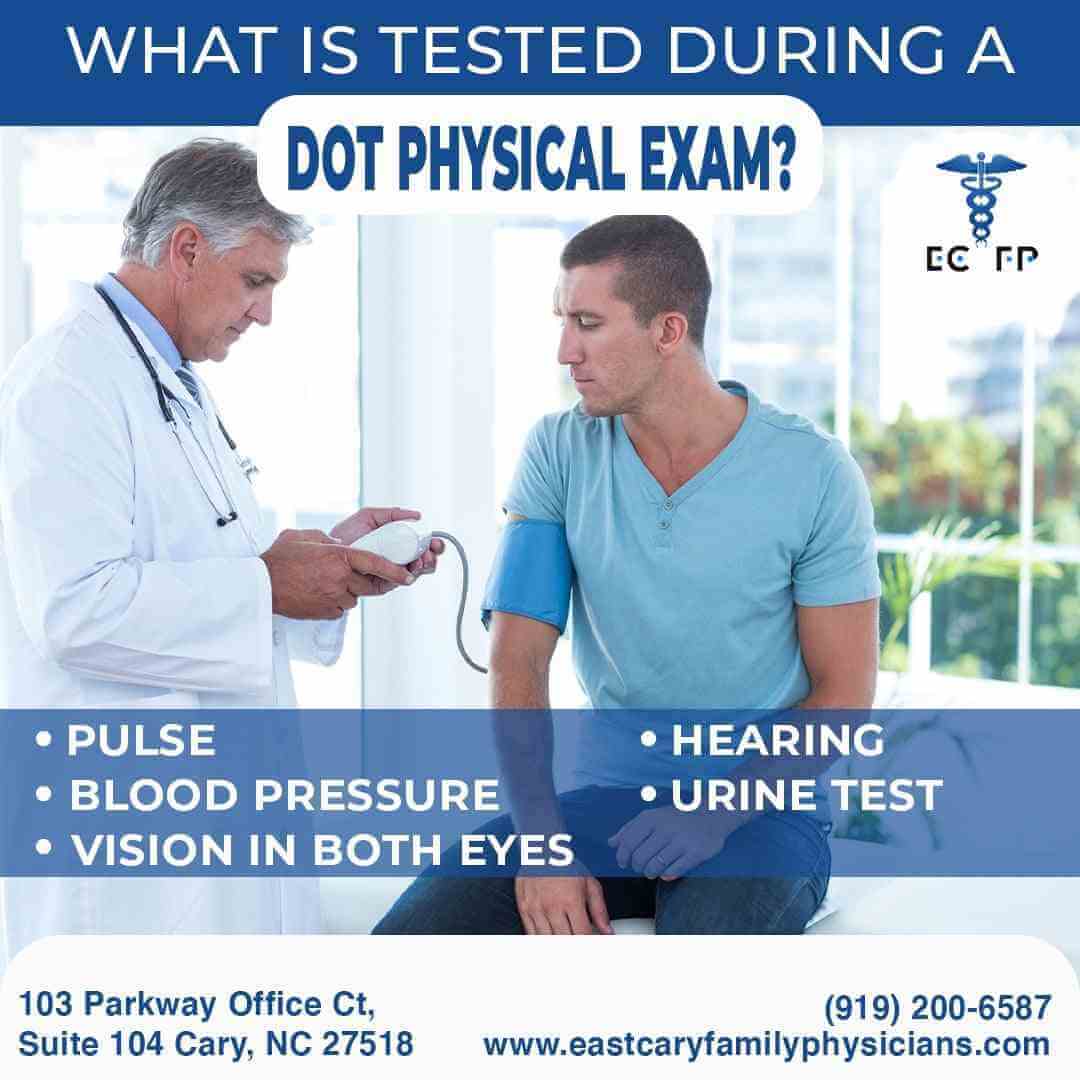 WHAT IS TESTED DURING A
DOT PHYSICAL EXAM?
EC FP
• PULSE
• BLOOD PRESSURE
• VISION IN BOTH EYES
• HEARING
• URINE TEST
103 Parkway Office Ct,
Suite 104 Cary, NC 27518
(919) 200-6587
www.eastcaryfamilyphysicians.com